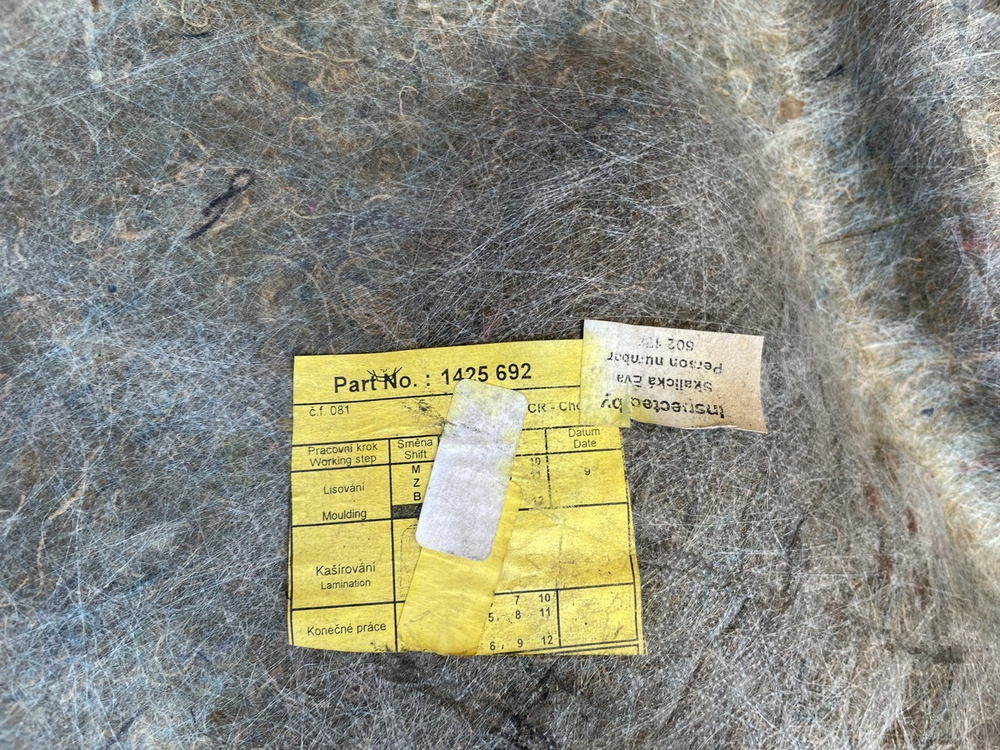 Part No. : 1425 692
č.f. 081
CR -
Pracovní krok
Working step
Směna
Shift
Datum
Date
Lisování
Moulding
M
Z
B
10
11
12
9
Kašírování
Lamination
Konečné práce
7 10
5. 8 11
6 9 12
Inspected by
Skalická Eva
Person number
602